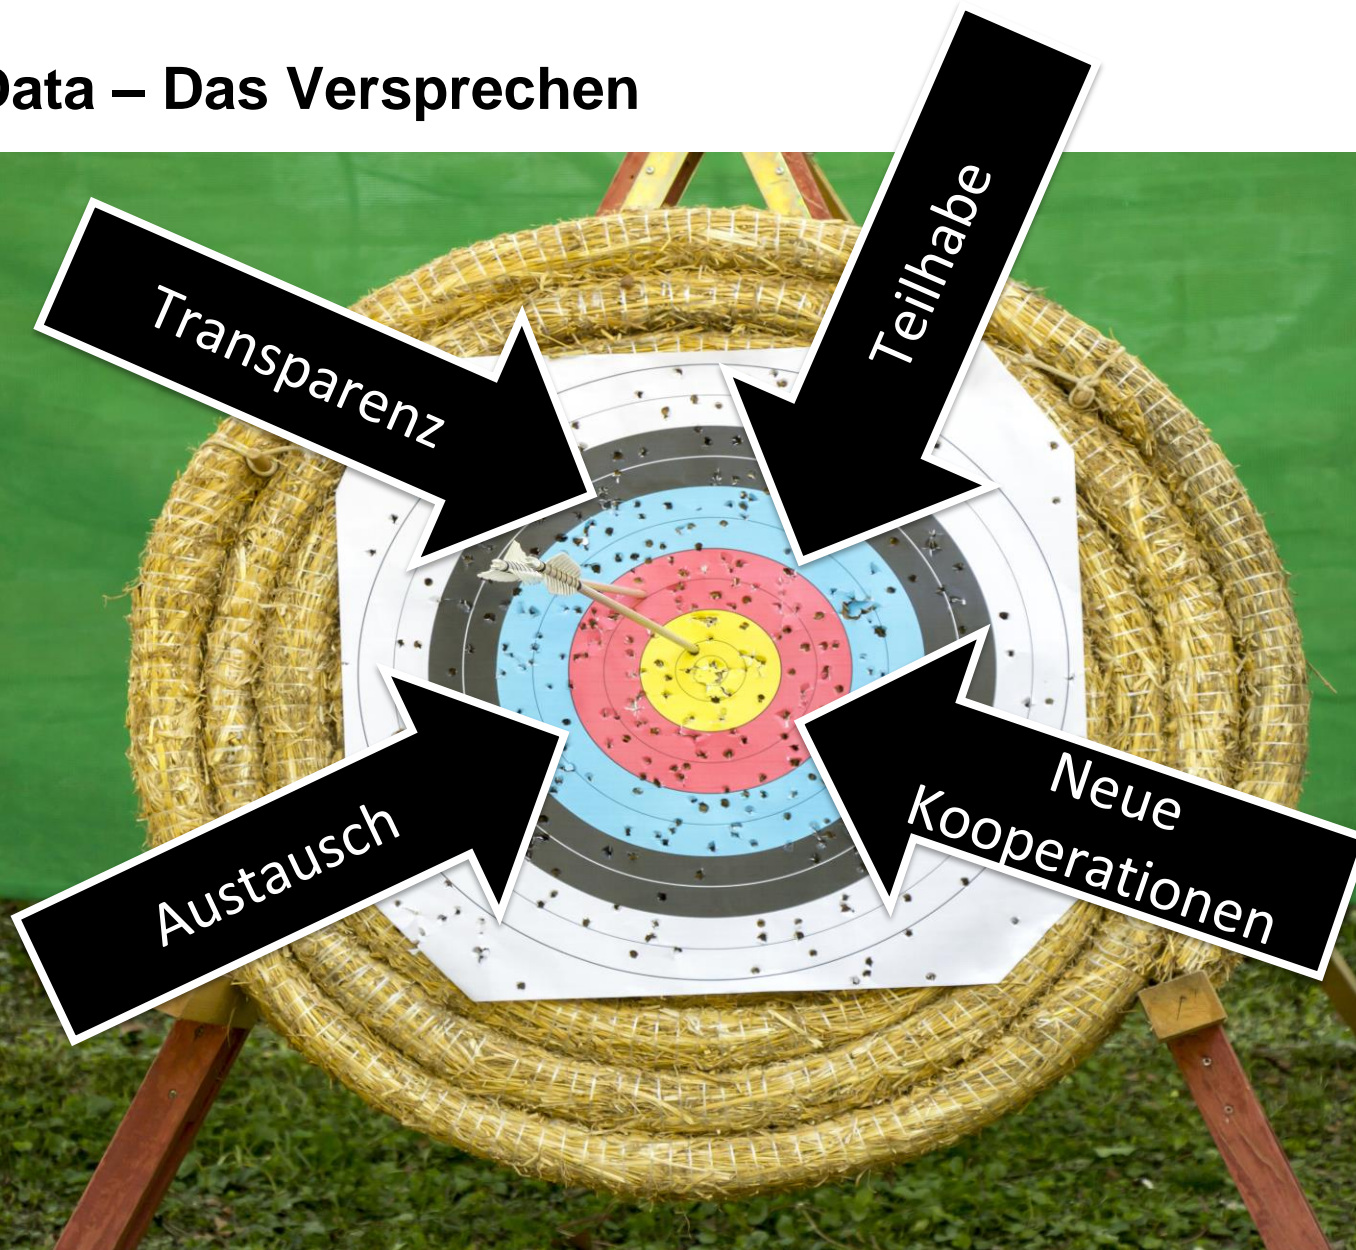 Data – Das Versprechen
Teilhabe
Transparenz
Austausch
Neue
Kooperationen